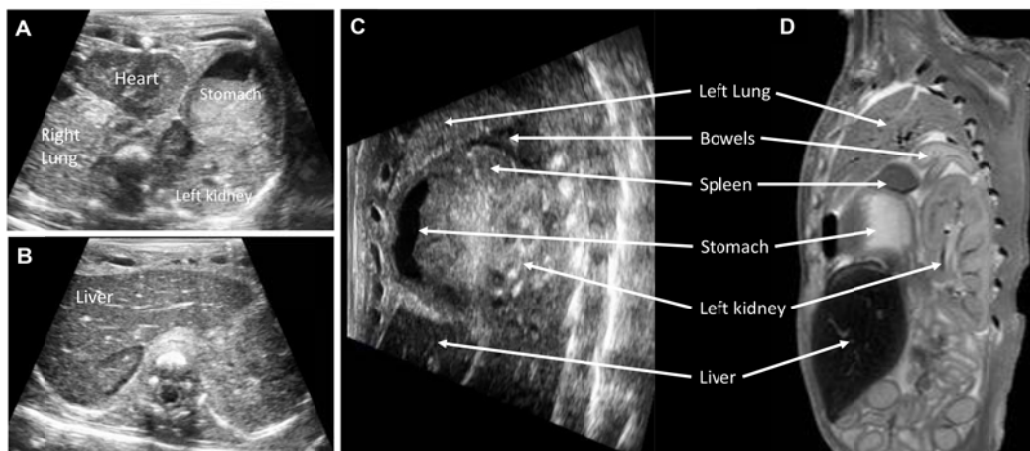 A
Heart
Stomach
Right
Lung
Left kidney
B
Liver
C
D
Left Lung
Bowels
Spleen
Stomach
Left kidney
Liver